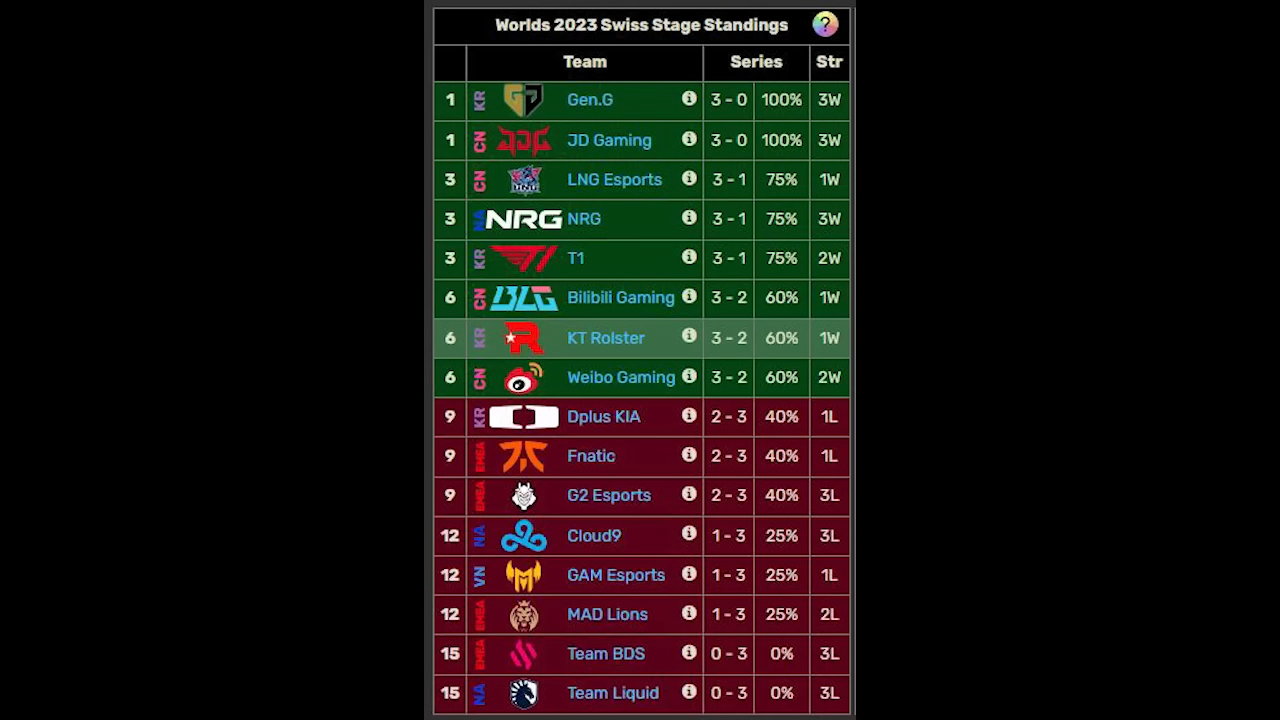 Worlds 2023 Swiss Stage Standings ?
Team Series Str
1 KR Gen.G 3 - 0 100% 3W
1 CN JD Gaming 3 - 0 100% 3W
3 CN LNG LNG Esports 3 - 1 75% 1W
3 NA NRG NRG 3 - 1 75% 3W
3 KR T1 T1 3 - 1 75% 2W
6 CN BLG Bilibili Gaming 3 - 2 60% 1W
6 KR KT Rolster 3 - 2 60% 1W
6 CN Weibo Gaming 3 - 2 60% 2W
9 KR Dplus KIA 2 - 3 40% 1L
9 EMEA Fnatic 2 - 3 40% 1L
9 EMEA G2 Esports 2 - 3 40% 3L
12 NA Cloud9 1 - 3 25% 3L
12 VN GAM Esports 1 - 3 25% 1L
12 EMEA MAD Lions 1 - 3 25% 2L
15 EMEA Team BDS 0 - 3 0% 3L
15 NA Team Liquid 0 - 3 0% 3L